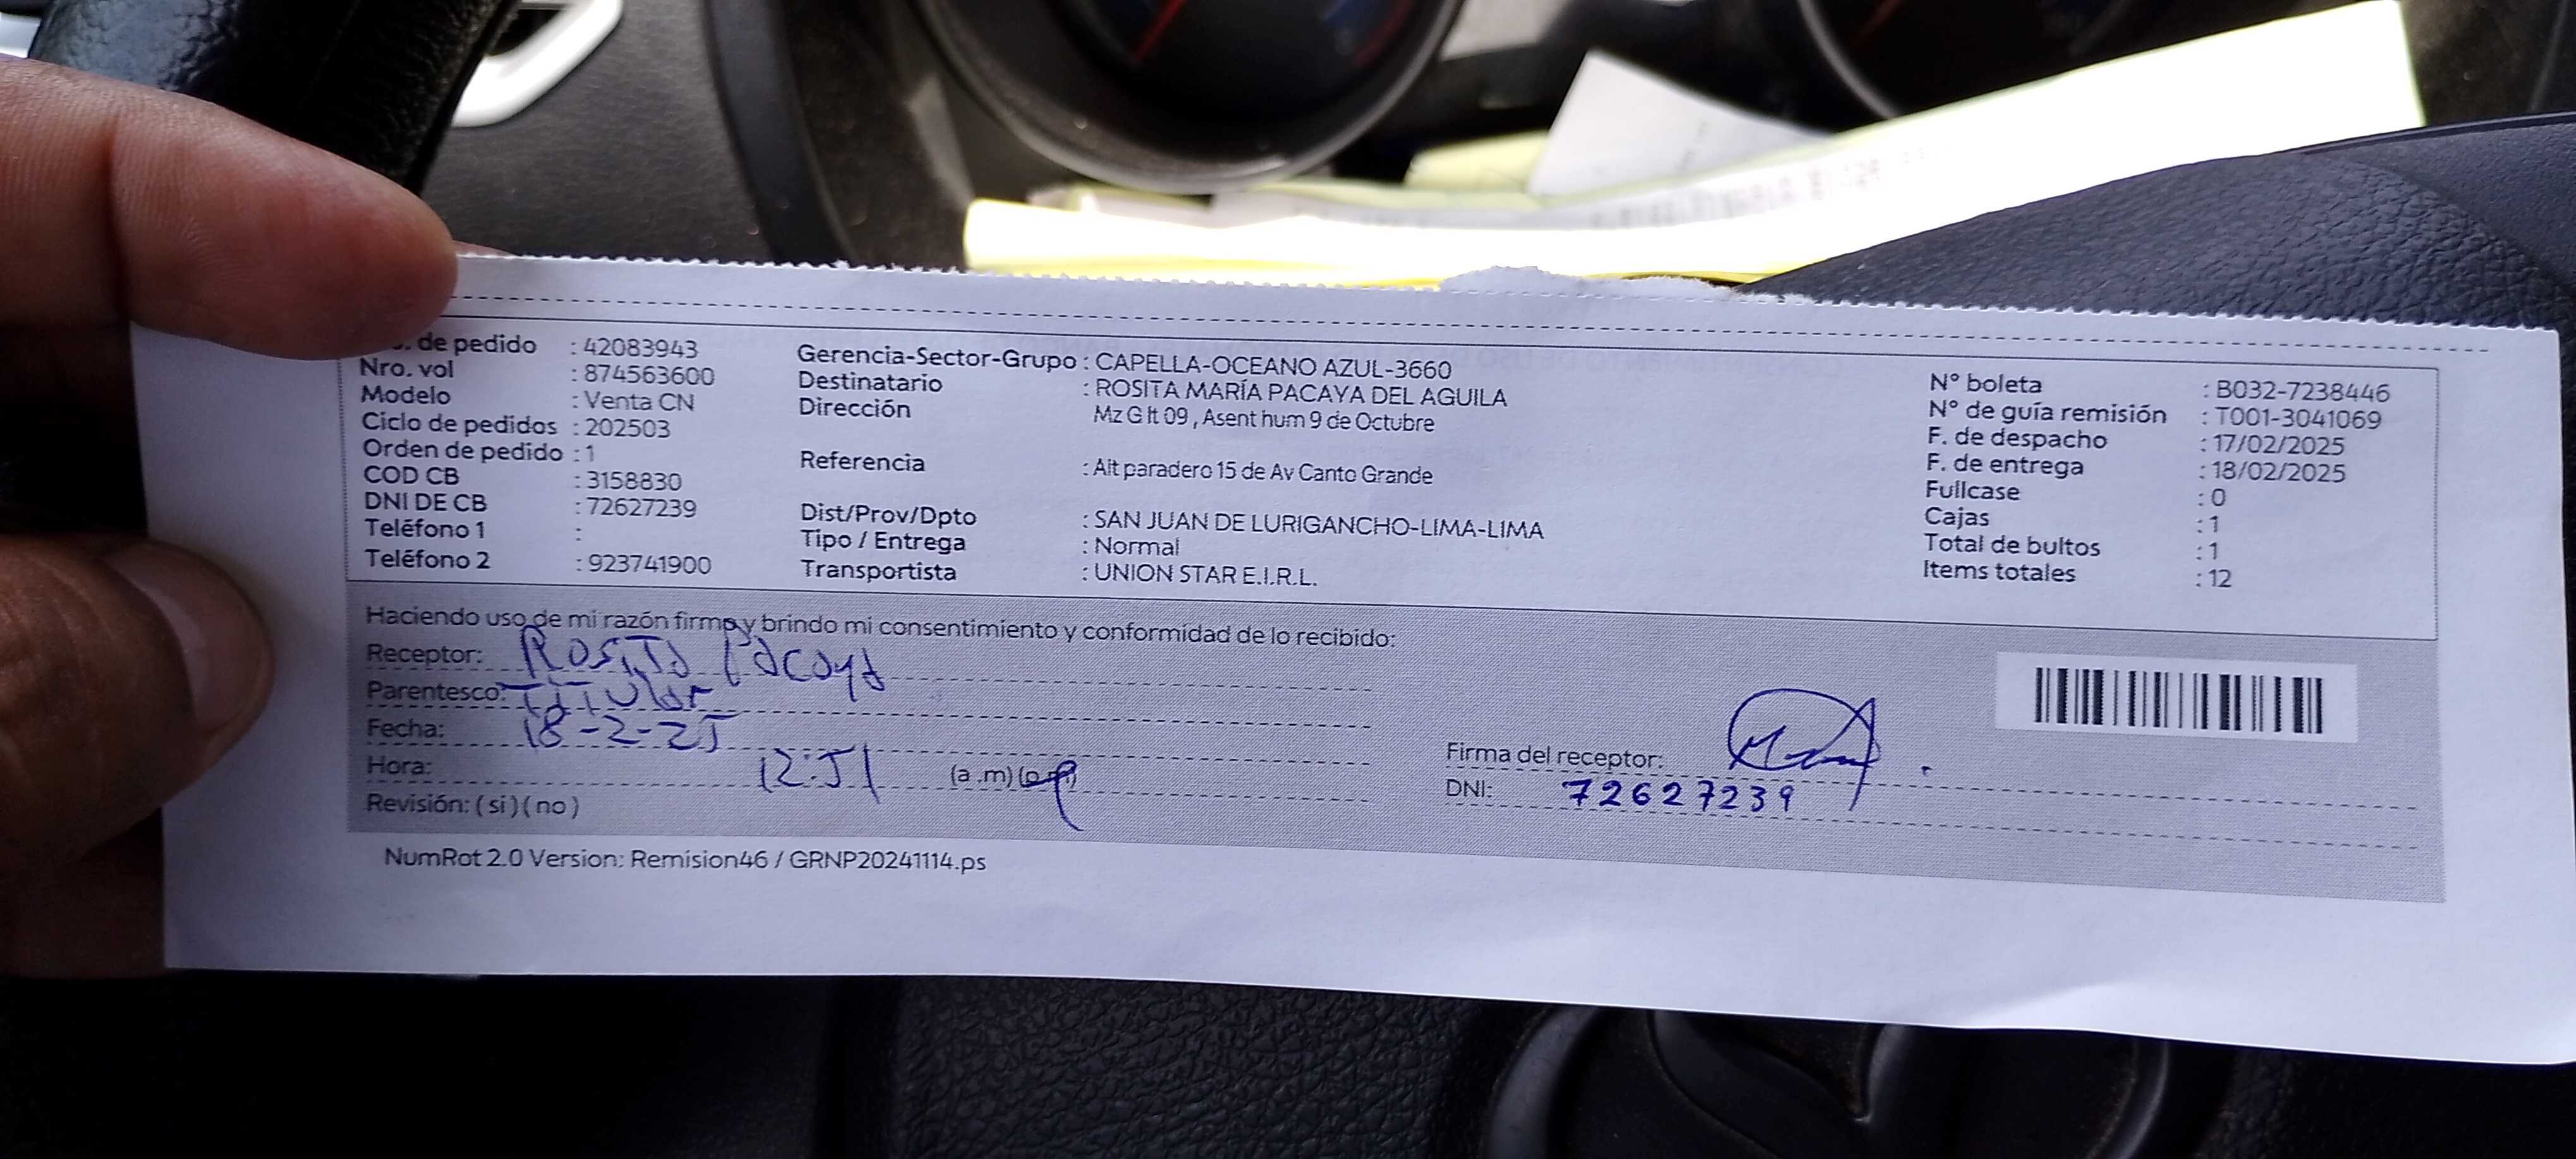 . de pedido : 42083943
Nro. vol : 874563600
Modelo : Venta CN
Ciclo de pedidos : 202503
Orden de pedido : 1
COD CB : 3158830
DNI DE CB : 72627239
Teléfono 1 :
Teléfono 2 : 923741900
Gerencia-Sector-Grupo : CAPELLA-OCEANO AZUL-3660
Destinatario : ROSITA MARÍA PACAYA DEL AGUILA
Dirección Mz G lt 09 , Asent hum 9 de Octubre
Referencia : Alt paradero 15 de Av Canto Grande
Dist/Prov/Dpto : SAN JUAN DE LURIGANCHO-LIMA-LIMA
Tipo / Entrega : Normal
Transportista : UNION STAR E.I.R.L.
N° boleta : B032-7238446
N° de guía remisión : T001-3041069
F. de despacho : 17/02/2025
F. de entrega : 18/02/2025
Fullcase : 0
Cajas : 1
Total de bultos : 1
Items totales : 12
Haciendo uso de mi razón firmo y brindo mi consentimiento y conformidad de lo recibido:
Receptor: Rosita Pacaya
Parentesco: Titular
Fecha: 18-2-25
Hora: 12:51 (a .m) (p.m)
Revisión: ( si ) ( no )
Firma del receptor:
DNI: 72627239
NumRot 2.0 Version: Remision46 / GRNP20241114.ps